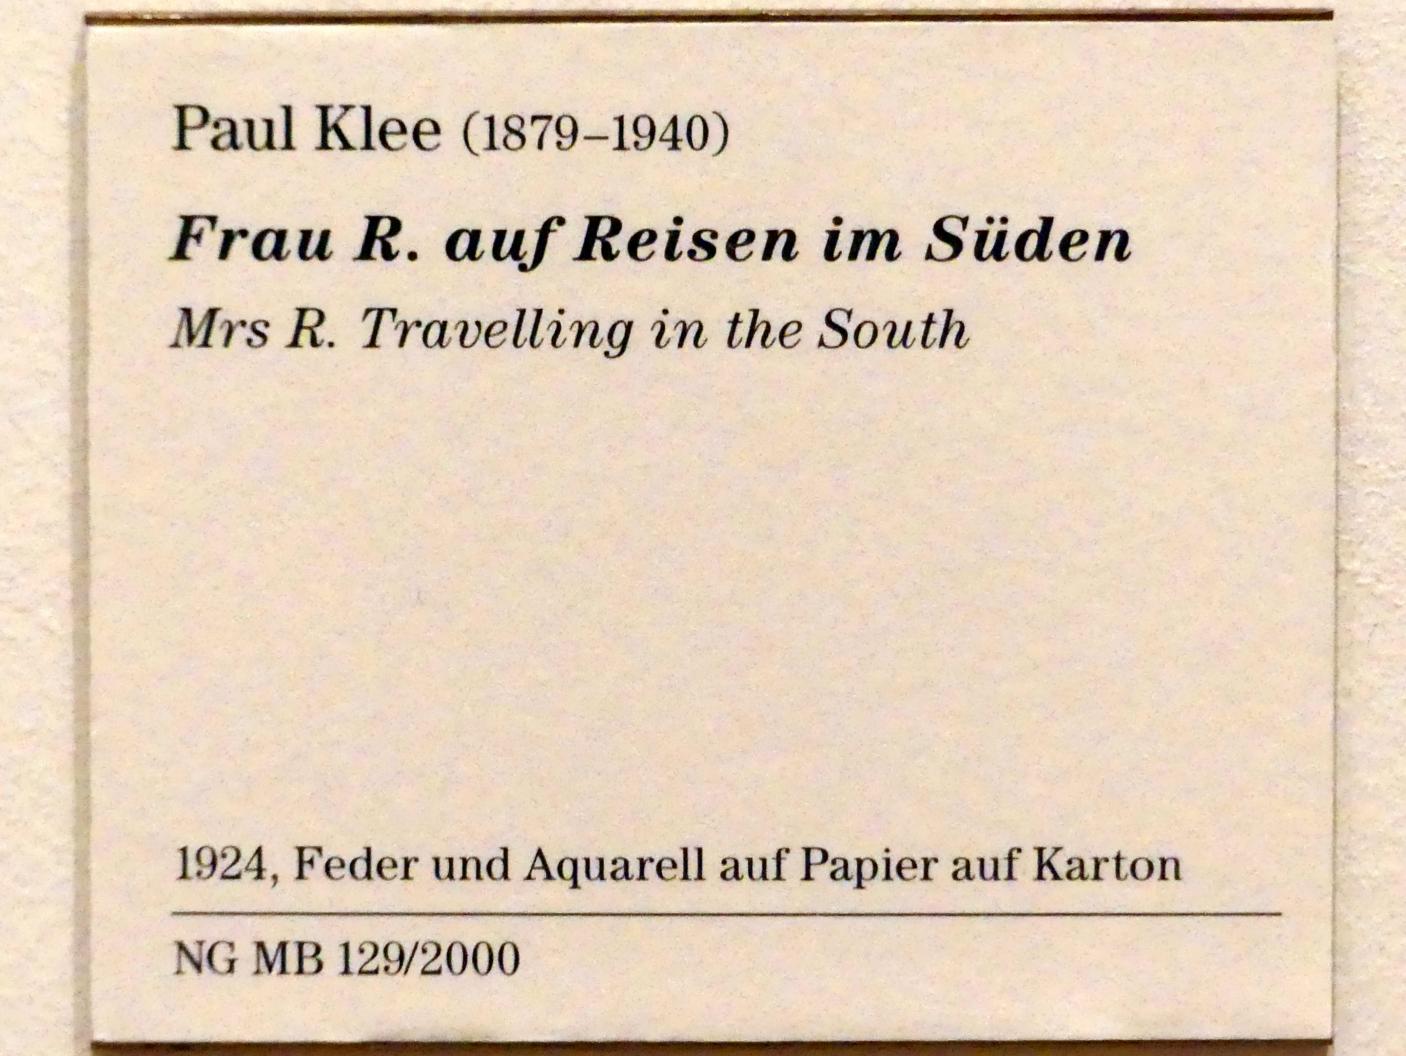 Paul Klee (1879–1940)
Frau R. auf Reisen im Süden
Mrs R. Travelling in the South
1924, Feder und Aquarell auf Papier auf Karton
NG MB 129/2000